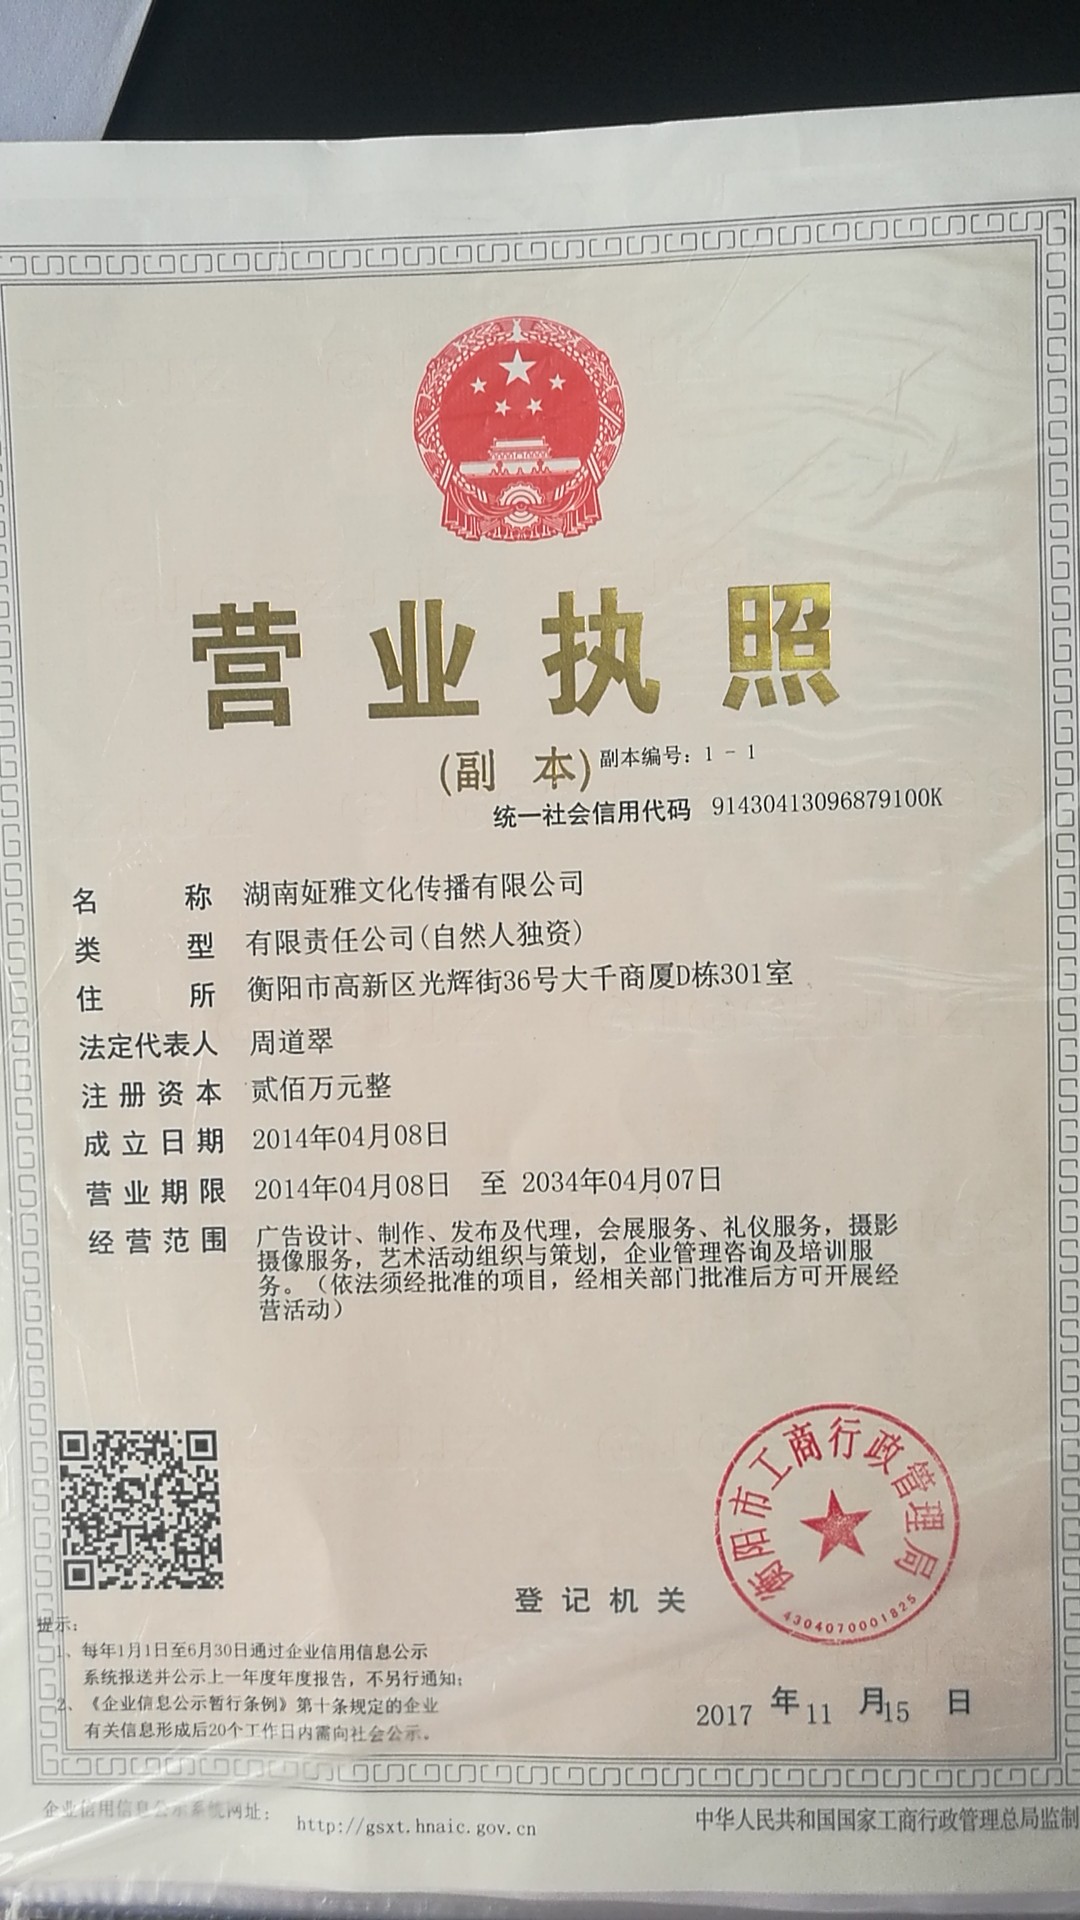 营业执照
(副 本) 副本编号：1-1
统一社会信用代码 91430413096879100K
名称 湖南娅雅文化传播有限公司
类型 有限责任公司(自然人独资)
住所 衡阳市高新区光辉街36号大千商厦D栋301室
法定代表人 周道翠
注册资本 贰佰万元整
成立日期 2014年04月08日
营业期限 2014年04月08日 至 2034年04月07日
经营范围 广告设计、制作、发布及代理，会展服务、礼仪服务，摄影
摄像服务，艺术活动组织与策划，企业管理咨询及培训服
务。（依法须经批准的项目，经相关部门批准后方可开展经
营活动）
衡阳市工商行政管理局
4304070001825
登记机关
提示：
1、每年1月1日至6月30日通过企业信用信息公示
系统报送并公示上一年度年度报告，不另行通知；
2、《企业信息公示暂行条例》第十条规定的企业
有关信息形成后20个工作日内需向社会公示。
2017 年 11 月 15 日
企业信用信息公示系统网址：
http://gsxt.hnaic.gov.cn
中华人民共和国国家工商行政管理总局监制